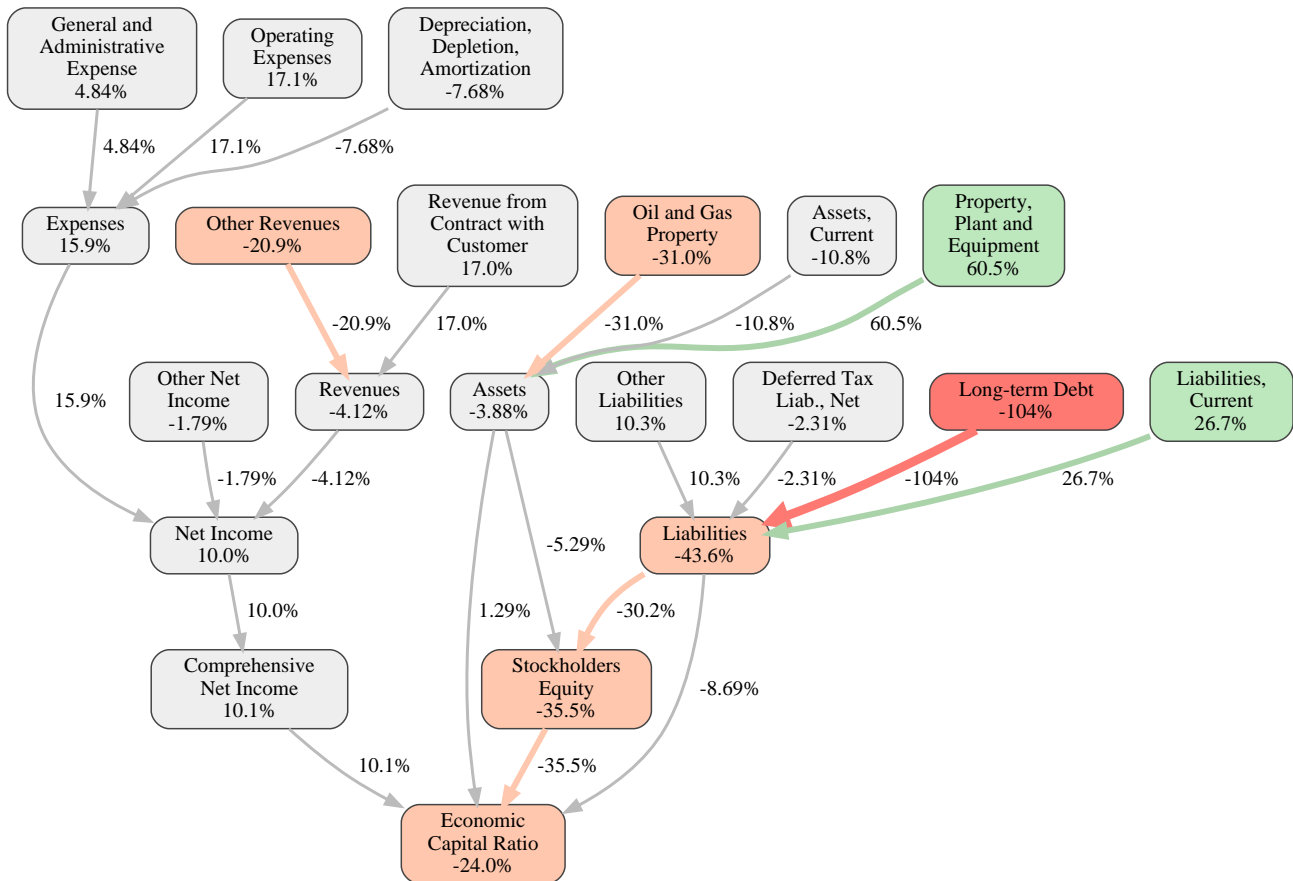 General and
Administrative
Expense
4.84%
Operating
Expenses
17.1%
Depreciation,
Depletion,
Amortization
-7.68%
4.84%
17.1%
-7.68%
Expenses
15.9%
Other Revenues
-20.9%
Revenue from
Contract with
Customer
17.0%
Oil and Gas
Property
-31.0%
Assets,
Current
-10.8%
Property,
Plant and
Equipment
60.5%
-20.9%
17.0%
-31.0%
-10.8%
60.5%
15.9%
Other Net
Income
-1.79%
Revenues
-4.12%
Assets
-3.88%
Other
Liabilities
10.3%
Deferred Tax
Liab., Net
-2.31%
Long-term Debt
-104%
Liabilities,
Current
26.7%
-1.79%
-4.12%
10.3%
-2.31%
-104%
26.7%
Net Income
10.0%
-5.29%
Liabilities
-43.6%
10.0%
1.29%
-30.2%
Comprehensive
Net Income
10.1%
Stockholders
Equity
-35.5%
-8.69%
10.1%
-35.5%
Economic
Capital Ratio
-24.0%